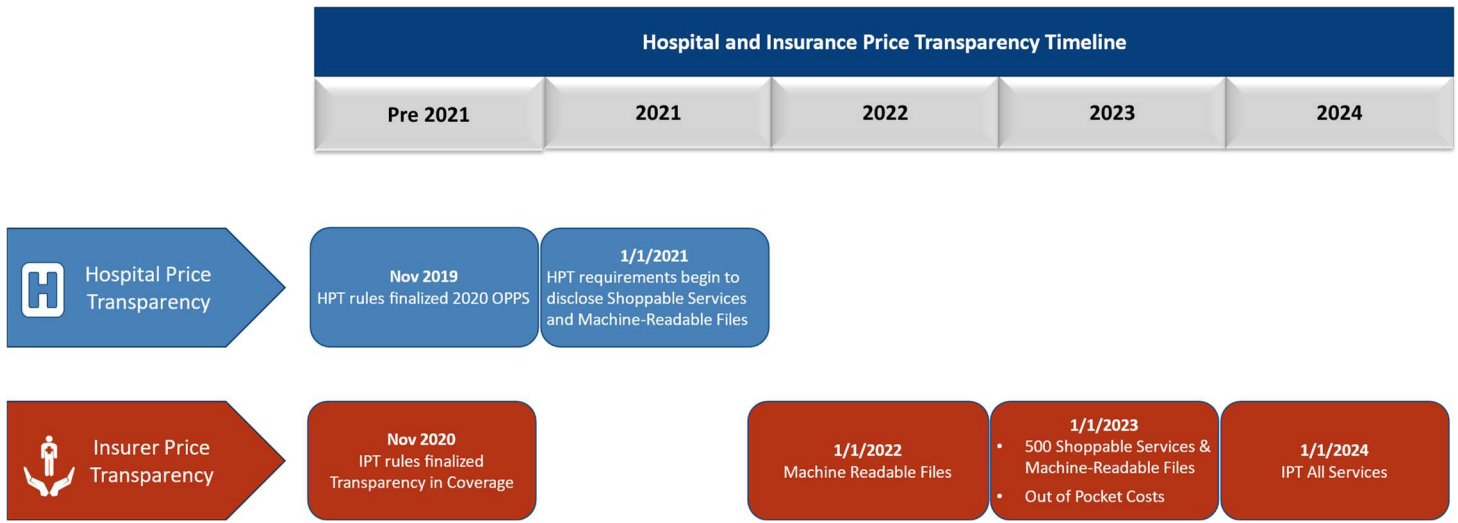 Hospital and Insurance Price Transparency Timeline
Pre 2021
2021
2022
2023
2024
H
Hospital Price
Transparency
Nov 2019
HPT rules finalized 2020 OPPS
1/1/2021
HPT requirements begin to
disclose Shoppable Services
and Machine-Readable Files
Insurer Price
Transparency
Nov 2020
IPT rules finalized
Transparency in Coverage
1/1/2022
Machine Readable Files
1/1/2023
• 500 Shoppable Services &
Machine-Readable Files
• Out of Pocket Costs
1/1/2024
IPT All Services